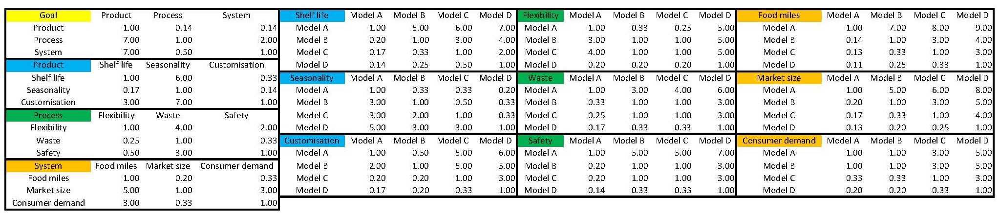 Goal Product Process System
Product 1.00 0.14 0.14
Process 7.00 1.00 2.00
System 7.00 0.50 1.00
Product Shelf life Seasonality Customisation
Shelf life 1.00 6.00 0.33
Seasonality 0.17 1.00 0.14
Customisation 3.00 7.00 1.00
Process Flexibility Waste Safety
Flexibility 1.00 4.00 2.00
Waste 0.25 1.00 0.33
Safety 0.50 3.00 1.00
System Food miles Market size Consumer demand
Food miles 1.00 0.20 0.33
Market size 5.00 1.00 3.00
Consumer demand 3.00 0.33 1.00
Shelf life Model A Model B Model C Model D
Model A 1.00 5.00 6.00 7.00
Model B 0.20 1.00 3.00 4.00
Model C 0.17 0.33 1.00 2.00
Model D 0.14 0.25 0.50 1.00
Seasonality Model A Model B Model C Model D
Model A 1.00 0.33 0.33 0.20
Model B 3.00 1.00 0.50 0.33
Model C 3.00 2.00 1.00 0.33
Model D 5.00 3.00 3.00 1.00
Customisation Model A Model B Model C Model D
Model A 1.00 0.50 5.00 6.00
Model B 2.00 1.00 5.00 5.00
Model C 0.20 0.20 1.00 3.00
Model D 0.17 0.20 0.33 1.00
Flexibility Model A Model B Model C Model D
Model A 1.00 0.33 0.25 5.00
Model B 3.00 1.00 1.00 5.00
Model C 4.00 1.00 1.00 5.00
Model D 0.20 0.20 0.20 1.00
Waste Model A Model B Model C Model D
Model A 1.00 3.00 4.00 6.00
Model B 0.33 1.00 1.00 3.00
Model C 0.25 1.00 1.00 3.00
Model D 0.17 0.33 0.33 1.00
Safety Model A Model B Model C Model D
Model A 1.00 5.00 5.00 7.00
Model B 0.20 1.00 1.00 3.00
Model C 0.20 1.00 1.00 3.00
Model D 0.14 0.33 0.33 1.00
Food miles Model A Model B Model C Model D
Model A 1.00 7.00 8.00 9.00
Model B 0.14 1.00 3.00 4.00
Model C 0.13 0.33 1.00 3.00
Model D 0.11 0.25 0.33 1.00
Market size Model A Model B Model C Model D
Model A 1.00 5.00 6.00 8.00
Model B 0.20 1.00 3.00 5.00
Model C 0.17 0.33 1.00 4.00
Model D 0.13 0.20 0.25 1.00
Consumer demand Model A Model B Model C Model D
Model A 1.00 1.00 3.00 5.00
Model B 1.00 1.00 3.00 5.00
Model C 0.33 0.33 1.00 3.00
Model D 0.20 0.20 0.33 1.00